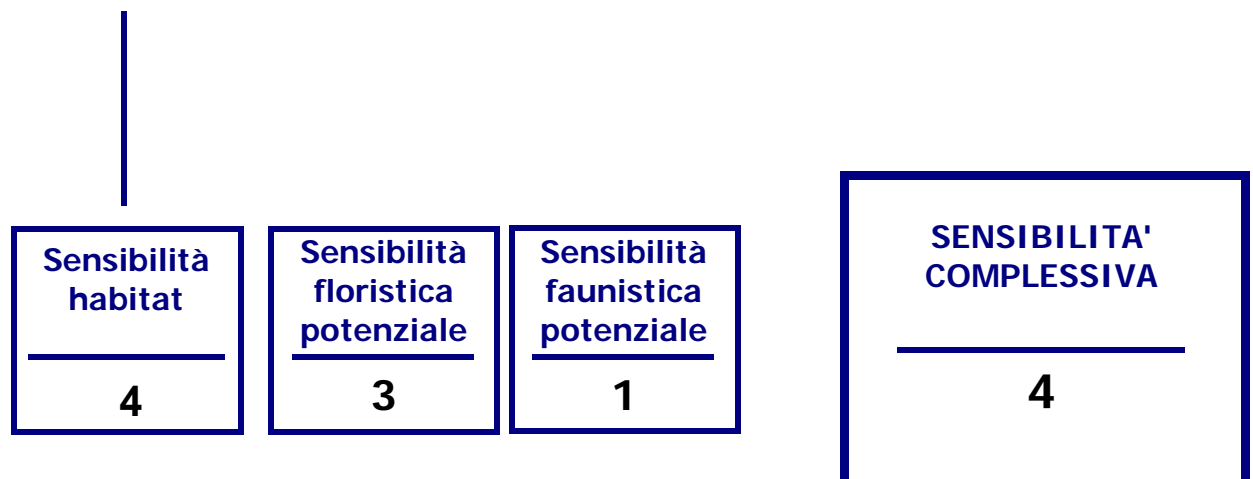 Sensibilità
habitat
4
Sensibilità
floristica
potenziale
3
Sensibilità
faunistica
potenziale
1
SENSIBILITA'
COMPLESSIVA
4